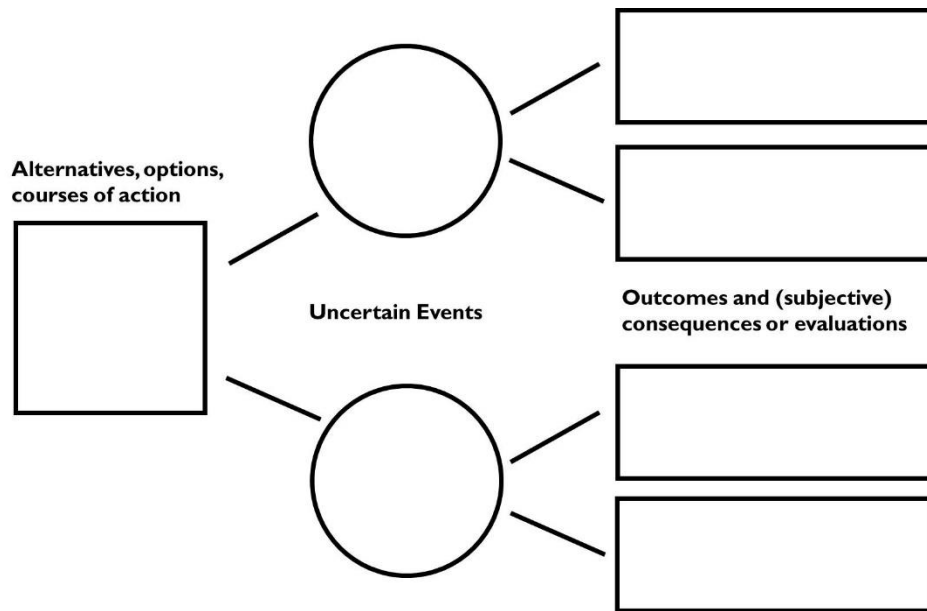 Alternatives, options,
courses of action
Uncertain Events
Outcomes and (subjective)
consequences or evaluations